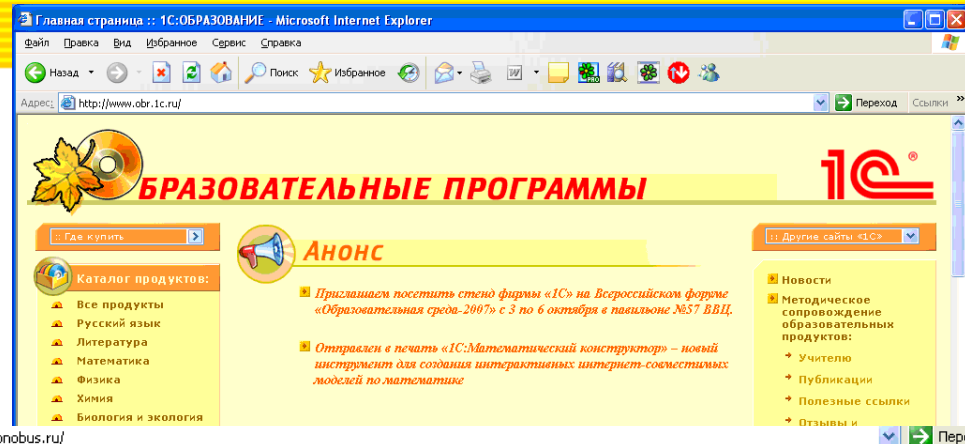 Главная страница :: 1С:ОБРАЗОВАНИЕ - Microsoft Internet Explorer
Файл Правка Вид Избранное Сервис Справка
Назад Поиск Избранное
Адрес: http://www.obr.1c.ru/ Переход Ссылки »
БРАЗОВАТЕЛЬНЫЕ ПРОГРАММЫ
1С®
:: Где купить
Каталог продуктов:
Все продукты
Русский язык
Литература
Математика
Физика
Химия
Биология и экология
Анонс
Приглашаем посетить стенд фирмы «1С» на Всероссийском форуме
«Образовательная среда-2007» с 3 по 6 октября в павильоне №57 ВВЦ.
Отправлен в печать «1С:Математический конструктор» – новый
инструмент для создания интерактивных интернет-совместимых
моделей по математике
:: Другие сайты «1С»
Новости
Методическое
сопровождение
образовательных
продуктов:
Учителю
Публикации
Полезные ссылки
Отзывы и
onobus.ru/ Пер